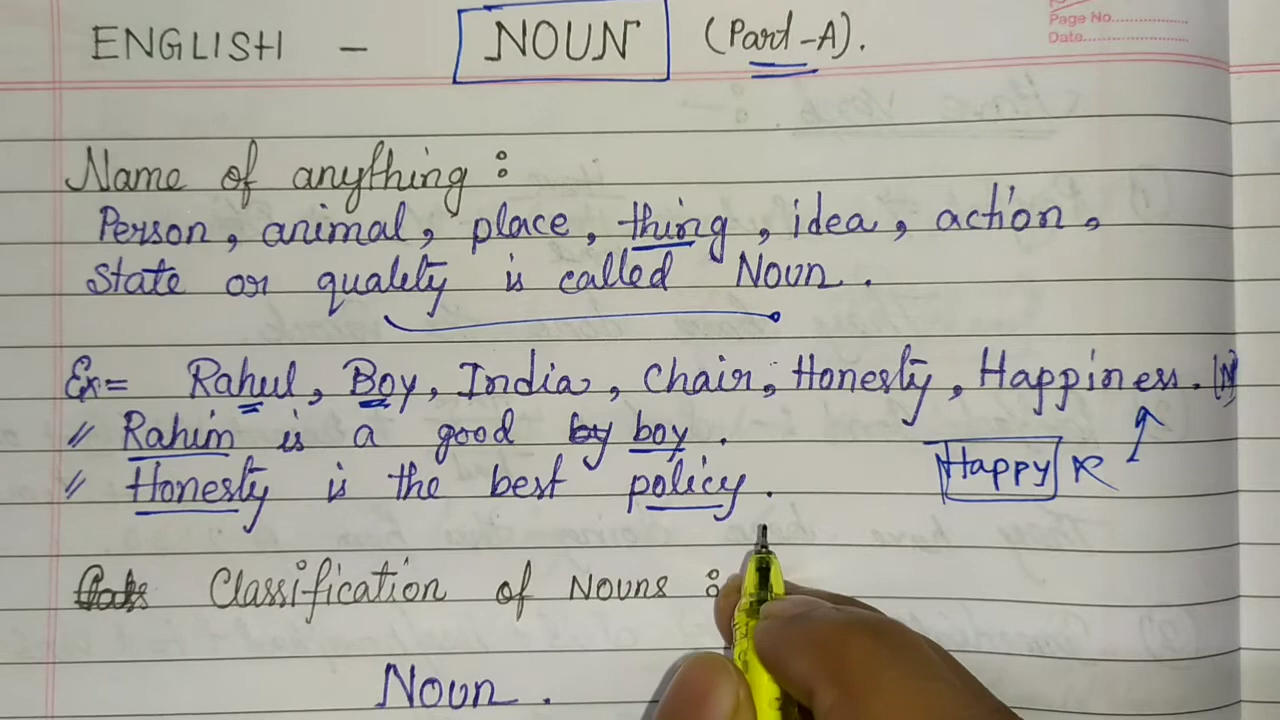 ENGLISH - NOUN (Part-A).
Page No.
Date.
Name of anything :
Person, animal, place, thing, idea, action,
State or quality is called Noun.
Ex= Rahul, Boy, India, Chair, Honesty, Happiness. (N)
〃 Rahim is a good by boy.
〃 Honesty is the best policy.
Happy
Classification of Nouns :
Noun.